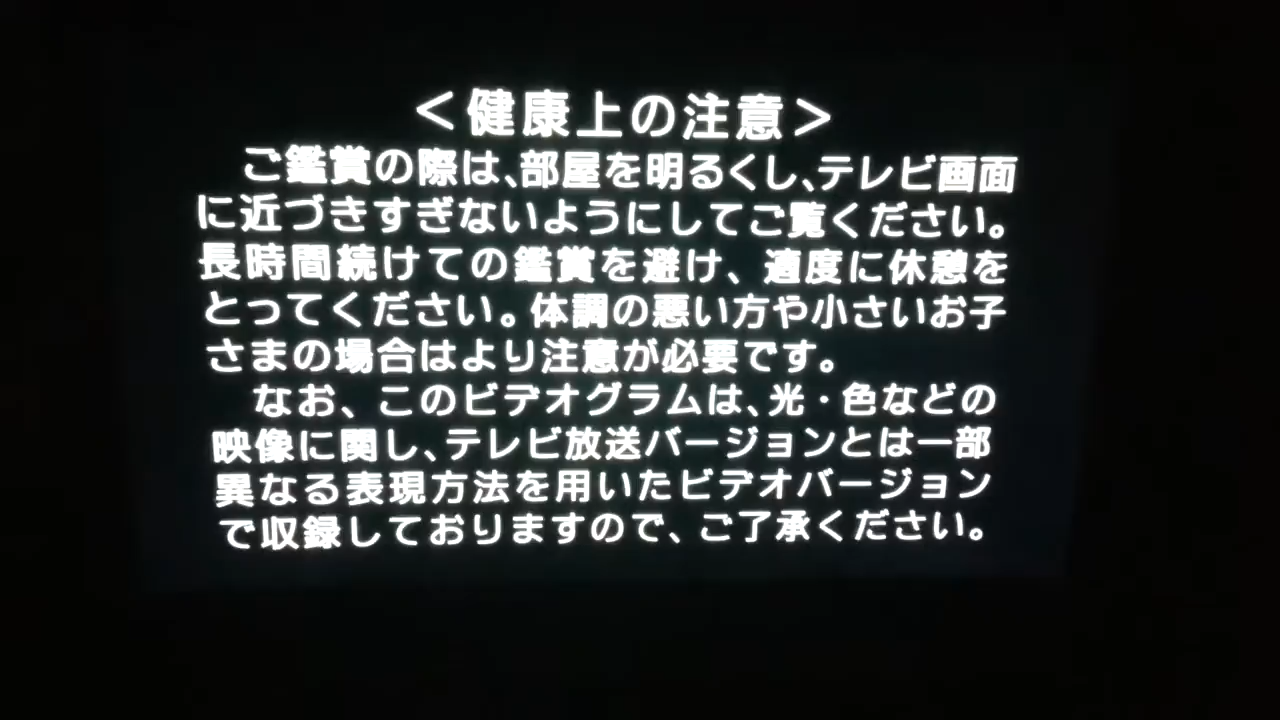 ＜健康上の注意＞
ご鑑賞の際は、部屋を明るくし、テレビ画面
に近づきすぎないようにしてご覧ください。
長時間続けての鑑賞を避け、適度に休憩を
とってください。体調の悪い方や小さいお子
さまの場合はより注意が必要です。
なお、このビデオグラムは、光・色などの
映像に関し、テレビ放送バージョンとは一部
異なる表現方法を用いたビデオバージョン
で収録しておりますので、ご了承ください。